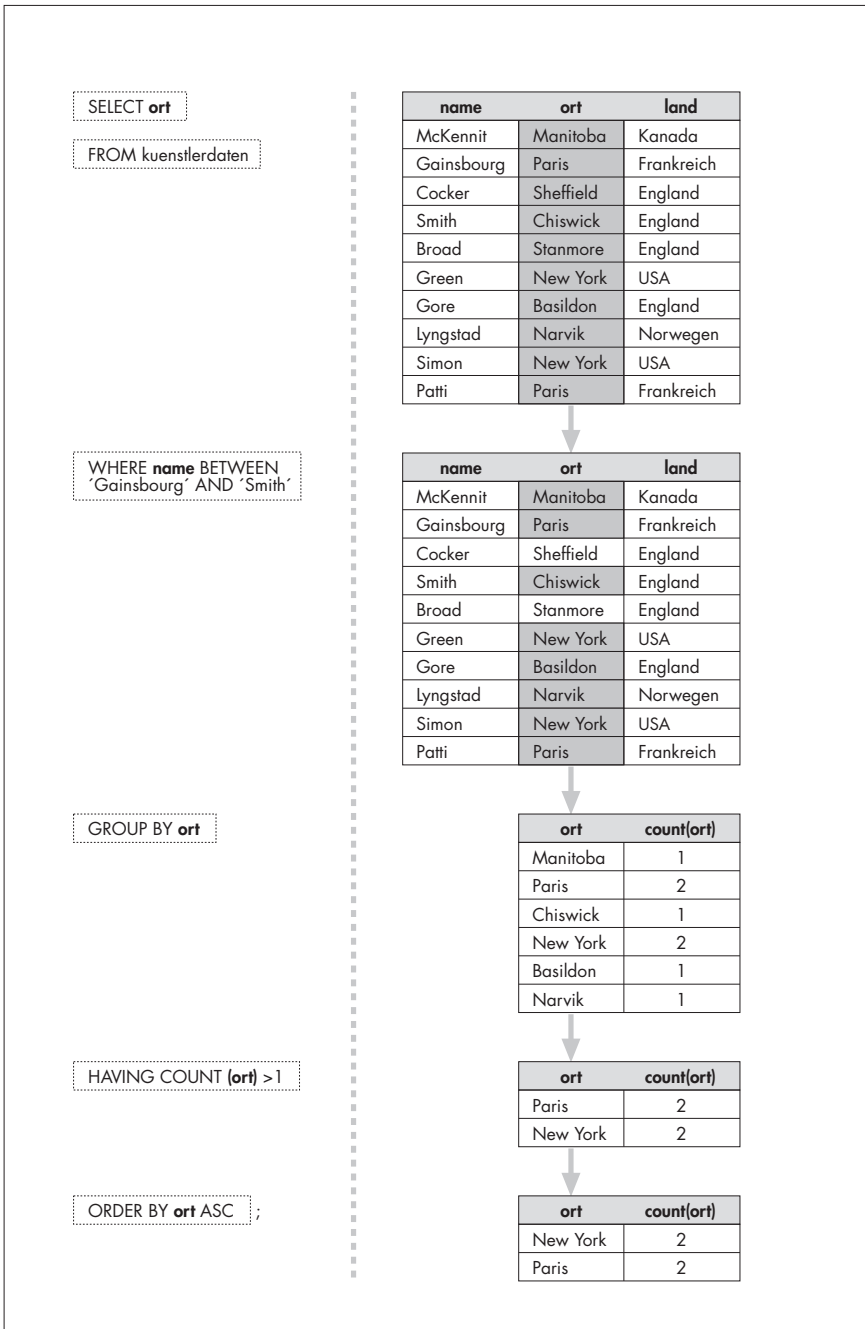 SELECT ort
FROM kuenstlerdaten
name ort land
McKennit Manitoba Kanada
Gainsbourg Paris Frankreich
Cocker Sheffield England
Smith Chiswick England
Broad Stanmore England
Green New York USA
Gore Basildon England
Lyngstad Narvik Norwegen
Simon New York USA
Patti Paris Frankreich
WHERE name BETWEEN
´Gainsbourg´ AND ´Smith´
name ort land
McKennit Manitoba Kanada
Gainsbourg Paris Frankreich
Cocker Sheffield England
Smith Chiswick England
Broad Stanmore England
Green New York USA
Gore Basildon England
Lyngstad Narvik Norwegen
Simon New York USA
Patti Paris Frankreich
GROUP BY ort
ort count(ort)
Manitoba 1
Paris 2
Chiswick 1
New York 2
Basildon 1
Narvik 1
HAVING COUNT (ort) >1
ort count(ort)
Paris 2
New York 2
ORDER BY ort ASC ;
ort count(ort)
New York 2
Paris 2